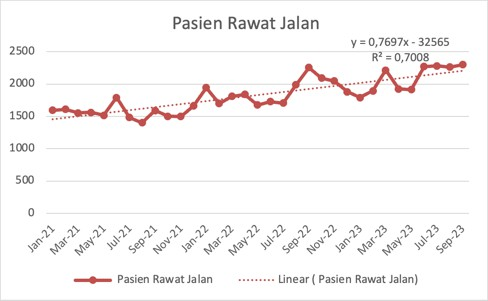 Pasien Rawat Jalan
y = 0,7697x - 32565
R² = 0,7008
2500
2000
1500
1000
500
0
Jan-21 Mar-21 May-21 Jul-21 Sep-21 Nov-21 Jan-22 Mar-22 May-22 Jul-22 Sep-22 Nov-22 Jan-23 Mar-23 May-23 Jul-23 Sep-23
Pasien Rawat Jalan Linear ( Pasien Rawat Jalan)